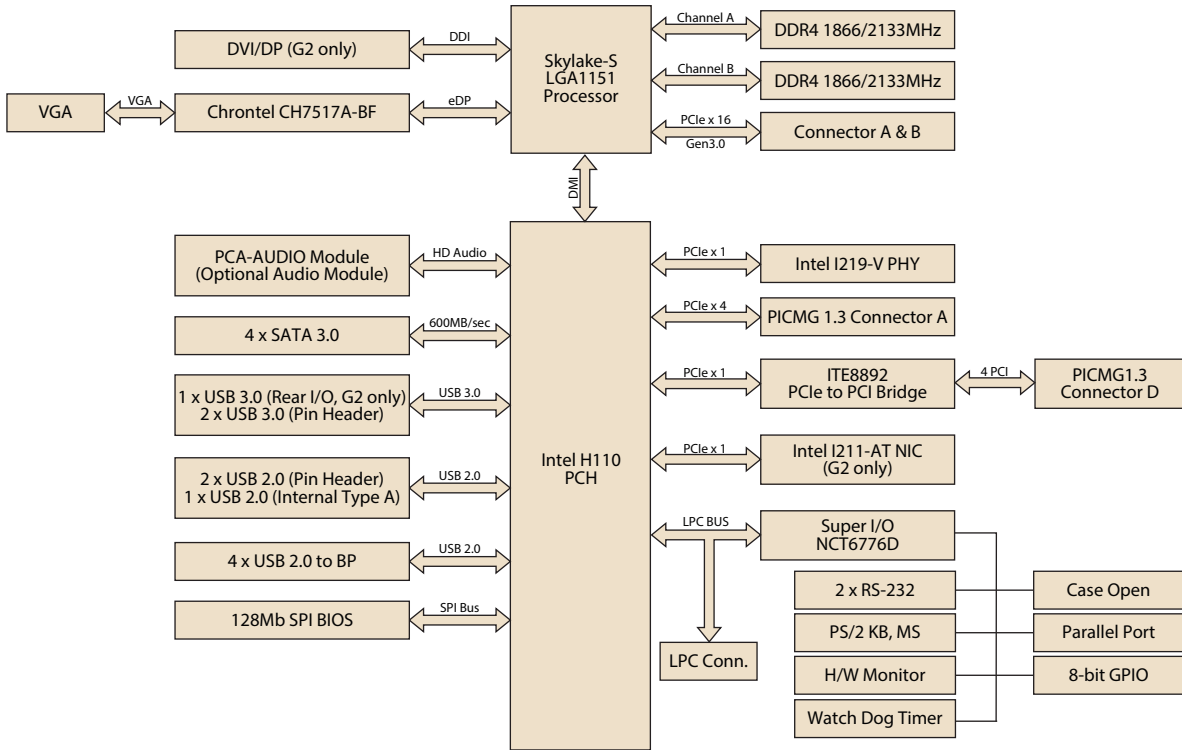 DVI/DP (G2 only)
DDI
VGA
VGA
Chrontel CH7517A-BF
eDP
Skylake-S
LGA1151
Processor
Channel A
DDR4 1866/2133MHz
Channel B
DDR4 1866/2133MHz
PCIe x 16
Gen3.0
Connector A & B
DMI
PCA-AUDIO Module
(Optional Audio Module)
HD Audio
4 x SATA 3.0
600MB/sec
1 x USB 3.0 (Rear I/O, G2 only)
2 x USB 3.0 (Pin Header)
USB 3.0
2 x USB 2.0 (Pin Header)
1 x USB 2.0 (Internal Type A)
USB 2.0
4 x USB 2.0 to BP
USB 2.0
128Mb SPI BIOS
SPI Bus
Intel H110
PCH
PCIe x 1
Intel I219-V PHY
PCIe x 4
PICMG 1.3 Connector A
PCIe x 1
ITE8892
PCIe to PCI Bridge
4 PCI
PICMG1.3
Connector D
PCIe x 1
Intel I211-AT NIC
(G2 only)
LPC BUS
Super I/O
NCT6776D
LPC Conn.
2 x RS-232
Case Open
PS/2 KB, MS
Parallel Port
H/W Monitor
8-bit GPIO
Watch Dog Timer